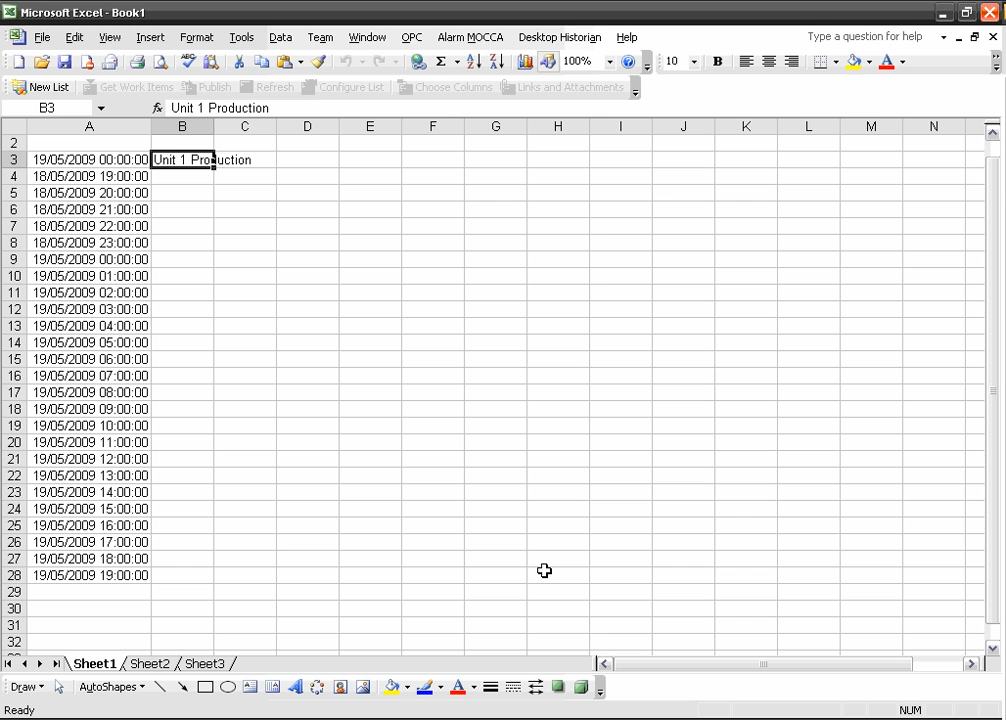 Microsoft Excel - Book1
File Edit View Insert Format Tools Data Team Window OPC Alarm MOCCA Desktop Historian Help Type a question for help
Σ 100% 10 B A
New List Get Work Items Publish Refresh Configure List Choose Columns Links and Attachments
B3 fx Unit 1 Production
A B C D E F G H I J K L M N
2
3 19/05/2009 00:00:00 Unit 1 Production
4 18/05/2009 19:00:00
5 18/05/2009 20:00:00
6 18/05/2009 21:00:00
7 18/05/2009 22:00:00
8 18/05/2009 23:00:00
9 19/05/2009 00:00:00
10 19/05/2009 01:00:00
11 19/05/2009 02:00:00
12 19/05/2009 03:00:00
13 19/05/2009 04:00:00
14 19/05/2009 05:00:00
15 19/05/2009 06:00:00
16 19/05/2009 07:00:00
17 19/05/2009 08:00:00
18 19/05/2009 09:00:00
19 19/05/2009 10:00:00
20 19/05/2009 11:00:00
21 19/05/2009 12:00:00
22 19/05/2009 13:00:00
23 19/05/2009 14:00:00
24 19/05/2009 15:00:00
25 19/05/2009 16:00:00
26 19/05/2009 17:00:00
27 19/05/2009 18:00:00
28 19/05/2009 19:00:00
29
30
31
32
Sheet1 Sheet2 Sheet3
Draw AutoShapes A
Ready NUM